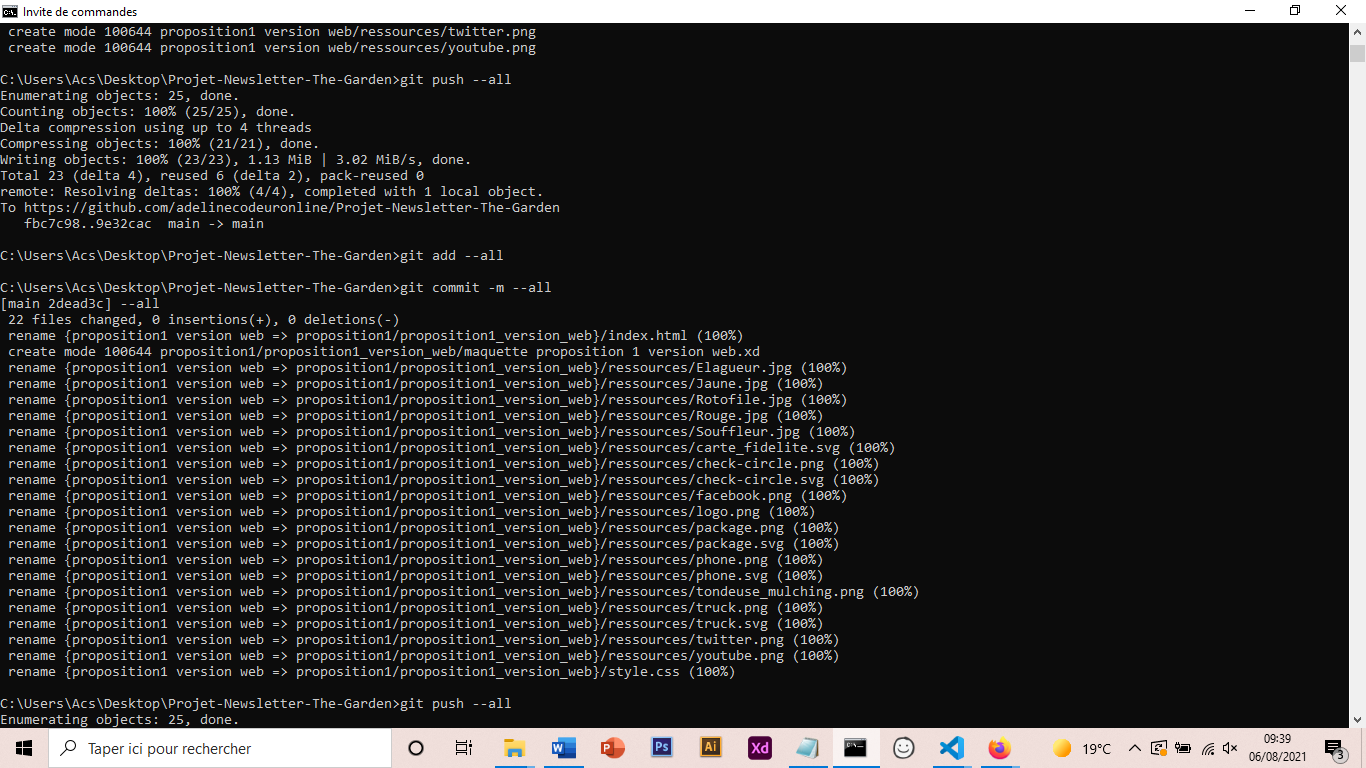 Invite de commandes
create mode 100644 proposition1 version web/ressources/twitter.png
create mode 100644 proposition1 version web/ressources/youtube.png
C:\Users\Acs\Desktop\Projet-Newsletter-The-Garden>git push --all
Enumerating objects: 25, done.
Counting objects: 100% (25/25), done.
Delta compression using up to 4 threads
Compressing objects: 100% (21/21), done.
Writing objects: 100% (23/23), 1.13 MiB | 3.02 MiB/s, done.
Total 23 (delta 4), reused 6 (delta 2), pack-reused 0
remote: Resolving deltas: 100% (4/4), completed with 1 local object.
To https://github.com/adelinecodeuronline/Projet-Newsletter-The-Garden
fbc7c98..9e32cac  main -> main
C:\Users\Acs\Desktop\Projet-Newsletter-The-Garden>git add --all
C:\Users\Acs\Desktop\Projet-Newsletter-The-Garden>git commit -m --all
[main 2dead3c] --all
22 files changed, 0 insertions(+), 0 deletions(-)
rename {proposition1 version web => proposition1/proposition1_version_web}/index.html (100%)
create mode 100644 proposition1/proposition1_version_web/maquette proposition 1 version web.xd
rename {proposition1 version web => proposition1/proposition1_version_web}/ressources/Elagueur.jpg (100%)
rename {proposition1 version web => proposition1/proposition1_version_web}/ressources/Jaune.jpg (100%)
rename {proposition1 version web => proposition1/proposition1_version_web}/ressources/Rotofile.jpg (100%)
rename {proposition1 version web => proposition1/proposition1_version_web}/ressources/Rouge.jpg (100%)
rename {proposition1 version web => proposition1/proposition1_version_web}/ressources/Souffleur.jpg (100%)
rename {proposition1 version web => proposition1/proposition1_version_web}/ressources/carte_fidelite.svg (100%)
rename {proposition1 version web => proposition1/proposition1_version_web}/ressources/check-circle.png (100%)
rename {proposition1 version web => proposition1/proposition1_version_web}/ressources/check-circle.svg (100%)
rename {proposition1 version web => proposition1/proposition1_version_web}/ressources/facebook.png (100%)
rename {proposition1 version web => proposition1/proposition1_version_web}/ressources/logo.png (100%)
rename {proposition1 version web => proposition1/proposition1_version_web}/ressources/package.png (100%)
rename {proposition1 version web => proposition1/proposition1_version_web}/ressources/package.svg (100%)
rename {proposition1 version web => proposition1/proposition1_version_web}/ressources/phone.png (100%)
rename {proposition1 version web => proposition1/proposition1_version_web}/ressources/phone.svg (100%)
rename {proposition1 version web => proposition1/proposition1_version_web}/ressources/tondeuse_mulching.png (100%)
rename {proposition1 version web => proposition1/proposition1_version_web}/ressources/truck.png (100%)
rename {proposition1 version web => proposition1/proposition1_version_web}/ressources/truck.svg (100%)
rename {proposition1 version web => proposition1/proposition1_version_web}/ressources/twitter.png (100%)
rename {proposition1 version web => proposition1/proposition1_version_web}/ressources/youtube.png (100%)
rename {proposition1 version web => proposition1/proposition1_version_web}/style.css (100%)
C:\Users\Acs\Desktop\Projet-Newsletter-The-Garden>git push --all
Enumerating objects: 25, done.
Taper ici pour rechercher
Ps
Ai
Xd
19°C
09:39
06/08/2021
3